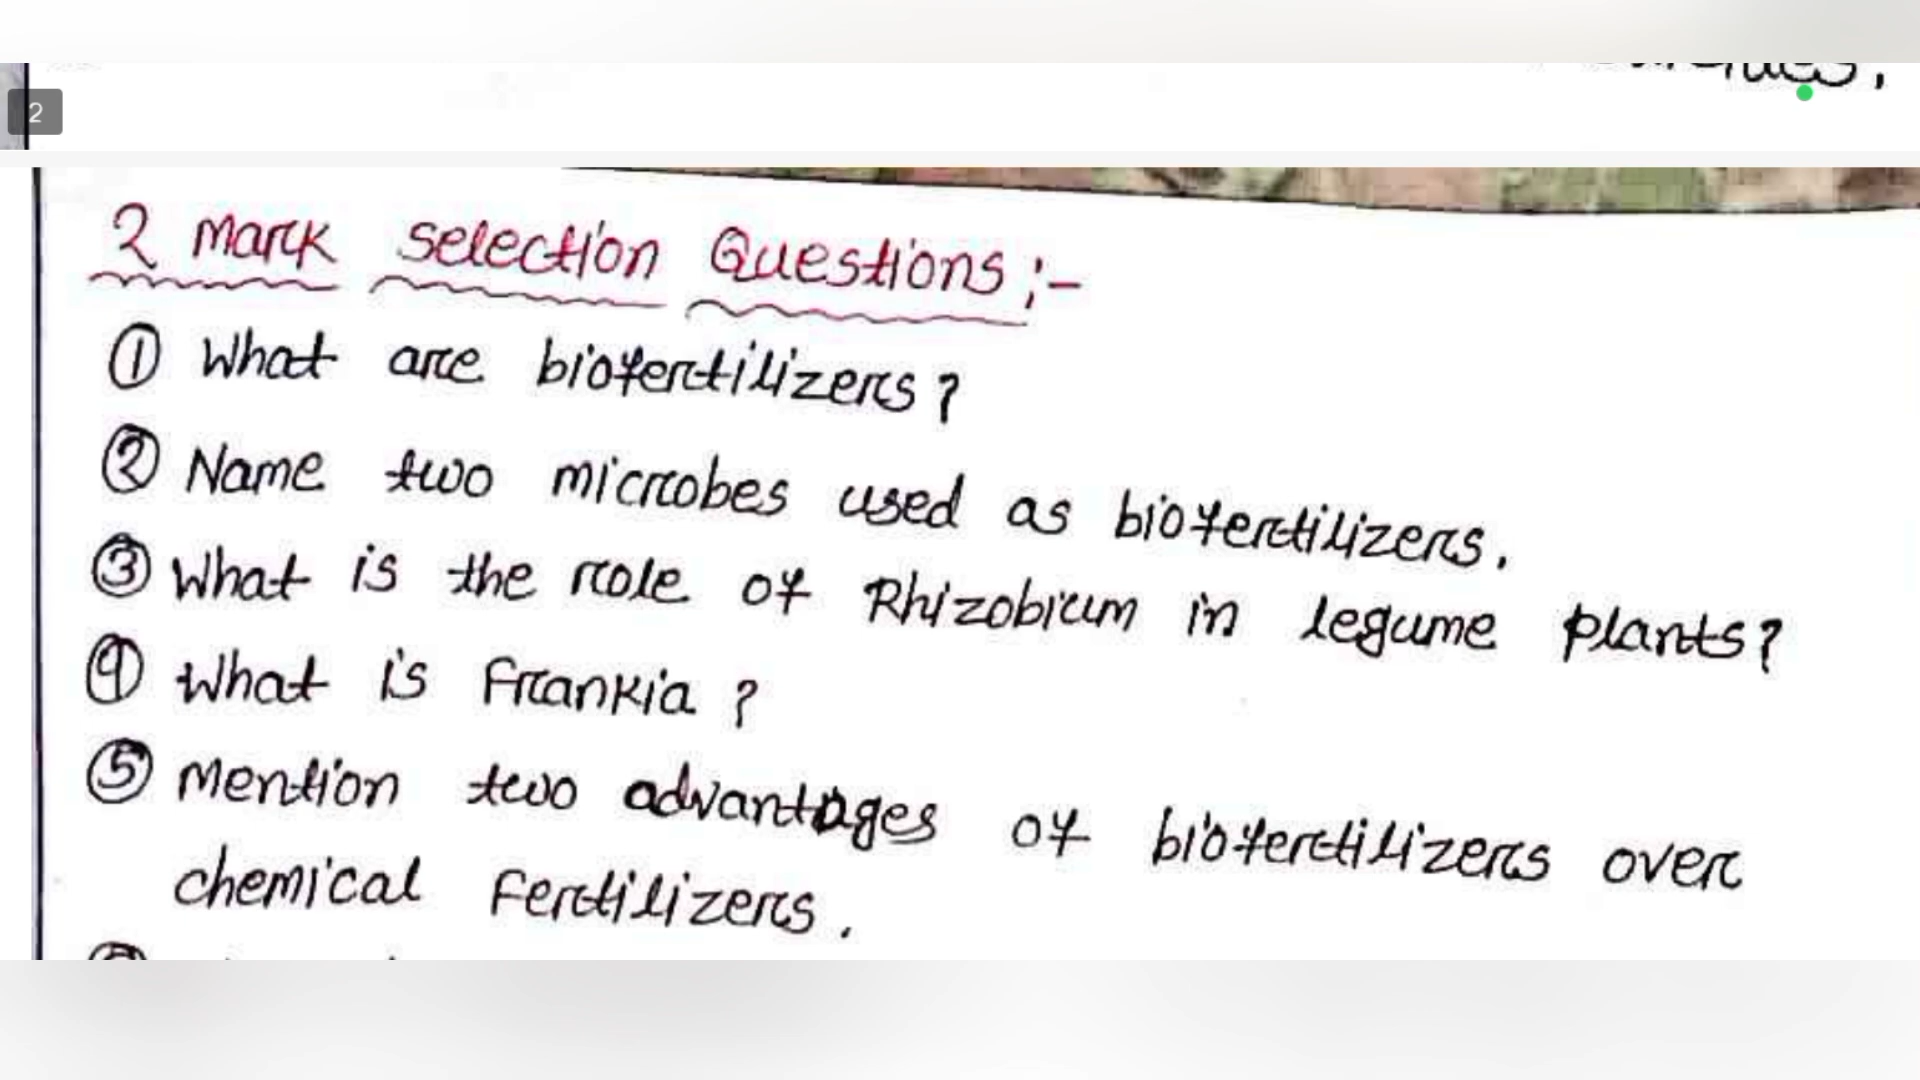 2
2 Mark selection Questions :-
① What are biofertilizers ?
② Name two microbes used as biofertilizers.
③ What is the role of Rhizobium in legume plants?
④ What is Frankia ?
⑤ Mention two advantages of biofertilizers over
chemical Fertilizers.